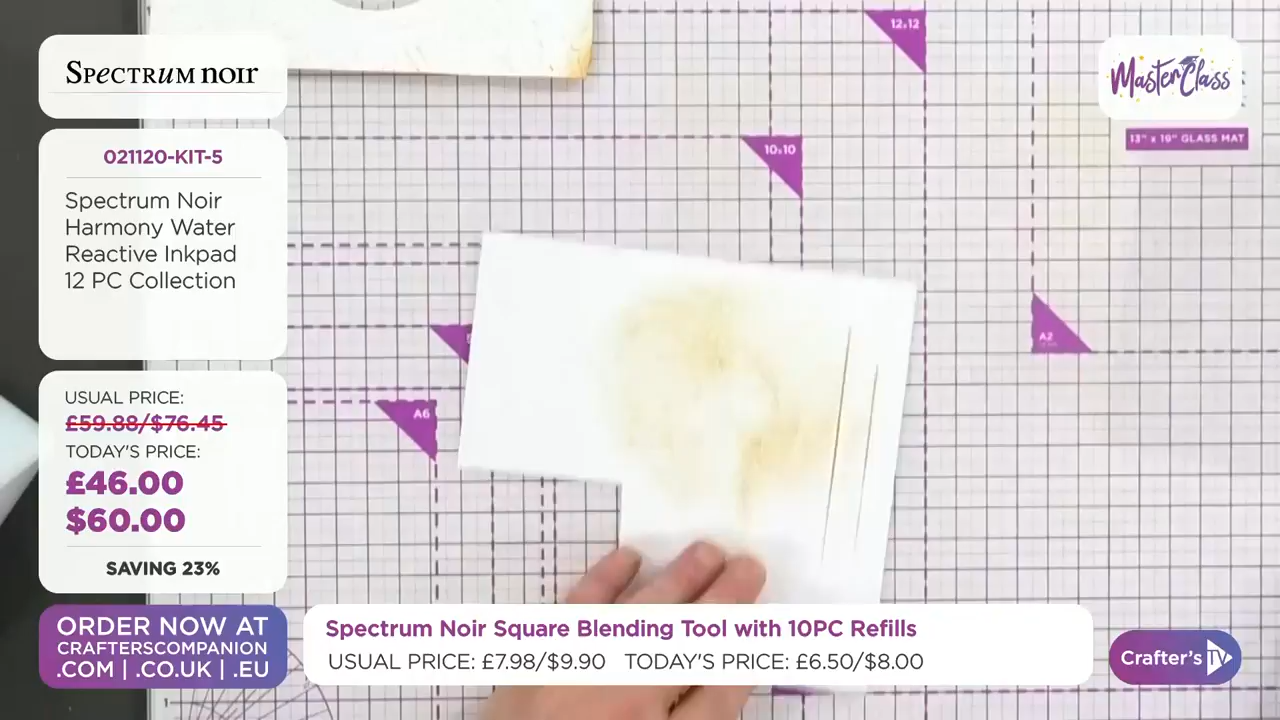 SPECTRUM NOIR
021120-KIT-5
Spectrum Noir
Harmony Water
Reactive Inkpad
12 PC Collection
USUAL PRICE:
£59.88/$76.45
TODAY'S PRICE:
£46.00
$60.00
SAVING 23%
ORDER NOW AT
CRAFTERSCOMPANION
.COM | .CO.UK | .EU
Spectrum Noir Square Blending Tool with 10PC Refills
USUAL PRICE: £7.98/$9.90 TODAY'S PRICE: £6.50/$8.00
Crafter's TV
MasterClass
13" x 19" GLASS MAT
12x12
10x10
A2
A6